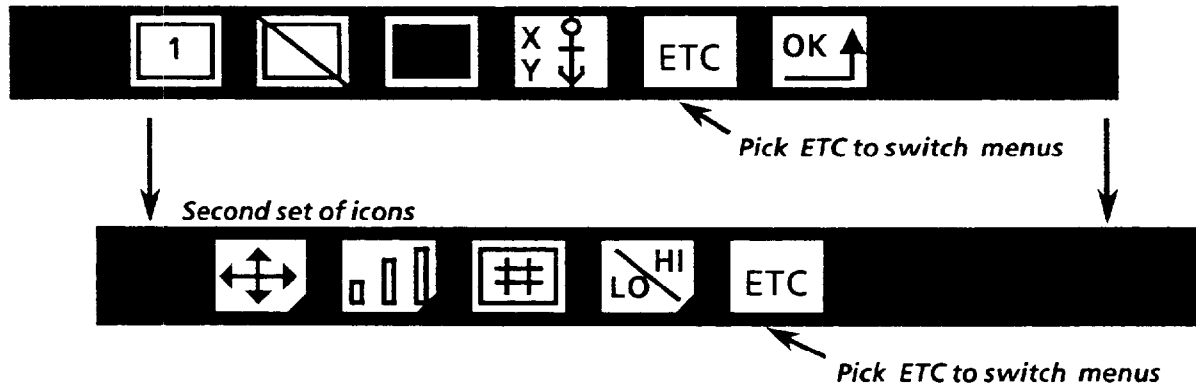 1
X
Y
ETC
OK
Pick ETC to switch menus
Second set of icons
LO HI
ETC
Pick ETC to switch menus